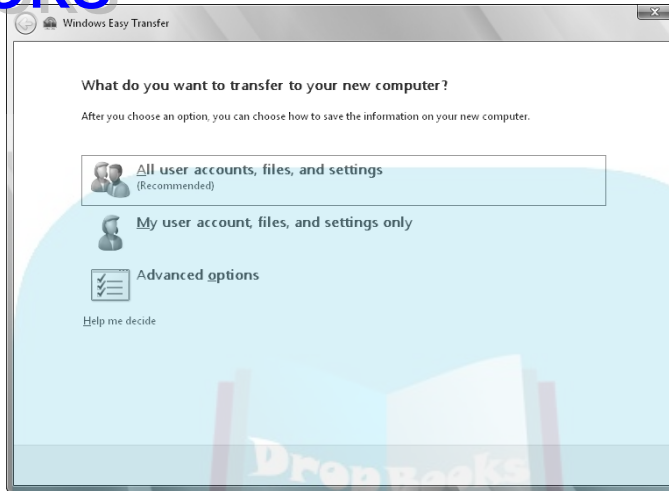 Windows Easy Transfer
What do you want to transfer to your new computer?
After you choose an option, you can choose how to save the information on your new computer.
All user accounts, files, and settings
(Recommended)
My user account, files, and settings only
Advanced options
Help me decide
DropBooks